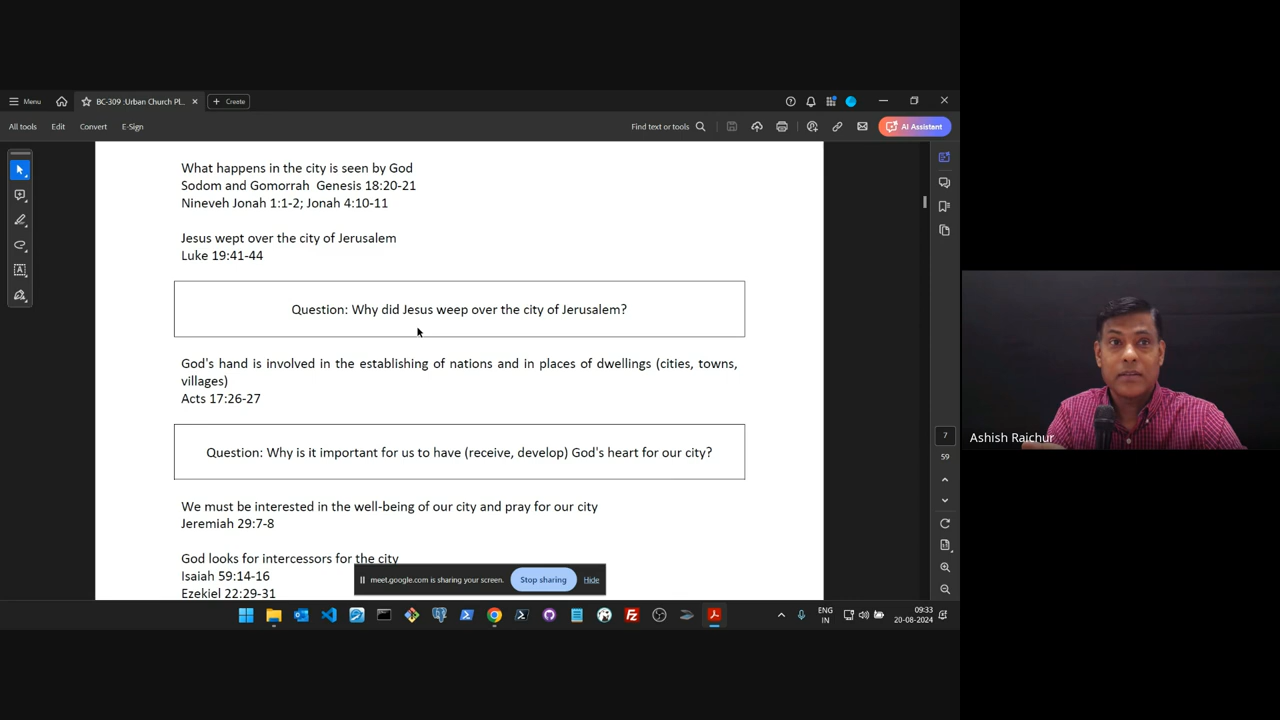 Menu
BC-309 :Urban Church Pl...
Create
All tools
Edit
Convert
E-Sign
Find text or tools
AI Assistant
What happens in the city is seen by God
Sodom and Gomorrah Genesis 18:20-21
Nineveh Jonah 1:1-2; Jonah 4:10-11
Jesus wept over the city of Jerusalem
Luke 19:41-44
Question: Why did Jesus weep over the city of Jerusalem?
God's hand is involved in the establishing of nations and in places of dwellings (cities, towns,
villages)
Acts 17:26-27
Question: Why is it important for us to have (receive, develop) God's heart for our city?
We must be interested in the well-being of our city and pray for our city
Jeremiah 29:7-8
God looks for intercessors for the city
Isaiah 59:14-16
Ezekiel 22:29-31
7
59
meet.google.com is sharing your screen.
Stop sharing
Hide
ENG
IN
09:33
20-08-2024
Ashish Raichur